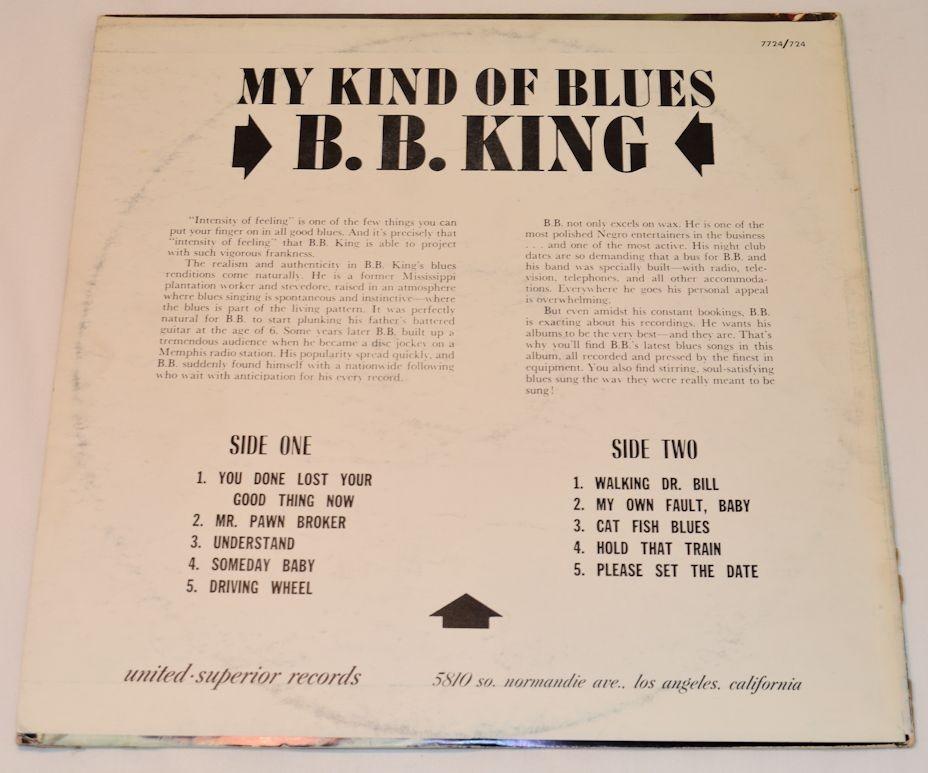 7724/724
MY KIND OF BLUES
B. B. KING
"Intensity of feeling" is one of the few things you can
put your finger on in all good blues. And it's precisely that
"intensity of feeling" that B.B. King is able to project
with such vigorous frankness.
The realism and authenticity in B.B. King's blues
renditions come naturally. He is a former Mississippi
plantation worker and stevedore, raised in an atmosphere
where blues singing is spontaneous and instinctive—where
the blues is part of the living pattern. It was perfectly
natural for B.B. to start plunking his father's battered
guitar at the age of 6. Some years later B.B. built up a
tremendous audience when he became a disc jockey on a
Memphis radio station. His popularity spread quickly, and
B.B. suddenly found himself with a nationwide following
who wait with anticipation for his every record.
B.B. not only excels on wax. He is one of the
most polished Negro entertainers in the business
. . . and one of the most active. His night club
dates are so demanding that a bus for B.B. and
his band was specially built—with radio, tele-
vision, telephones, and all other accommoda-
tions. Everywhere he goes his personal appeal
is overwhelming.
But even amidst his constant bookings, B.B.
is exacting about his recordings. He wants his
albums to be the very best—and they are. That's
why you'll find B.B.'s latest blues songs in this
album, all recorded and pressed by the finest in
equipment. You also find stirring, soul-satisfying
blues sung the way they were really meant to be
sung!
SIDE ONE
1. YOU DONE LOST YOUR
GOOD THING NOW
2. MR. PAWN BROKER
3. UNDERSTAND
4. SOMEDAY BABY
5. DRIVING WHEEL
SIDE TWO
1. WALKING DR. BILL
2. MY OWN FAULT, BABY
3. CAT FISH BLUES
4. HOLD THAT TRAIN
5. PLEASE SET THE DATE
united·superior records
5810 so. normandie ave., los angeles, california